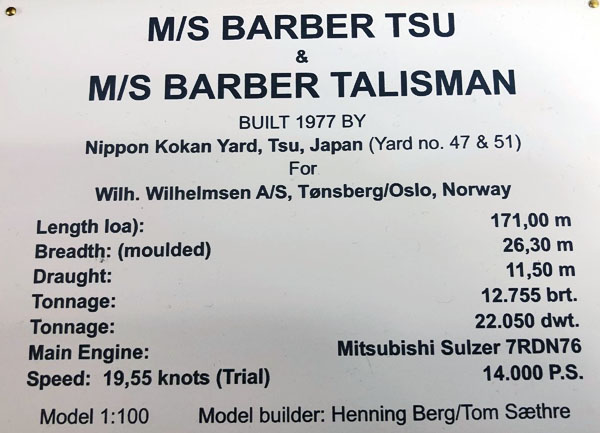 M/S BARBER TSU
&
M/S BARBER TALISMAN
BUILT 1977 BY
Nippon Kokan Yard, Tsu, Japan (Yard no. 47 & 51)
For
Wilh. Wilhelmsen A/S, Tønsberg/Oslo, Norway
Length loa): 171,00 m
Breadth: (moulded) 26,30 m
Draught: 11,50 m
Tonnage: 12.755 brt.
Tonnage: 22.050 dwt.
Main Engine: Mitsubishi Sulzer 7RDN76
Speed: 19,55 knots (Trial) 14.000 P.S.
Model 1:100 Model builder: Henning Berg/Tom Sæthre